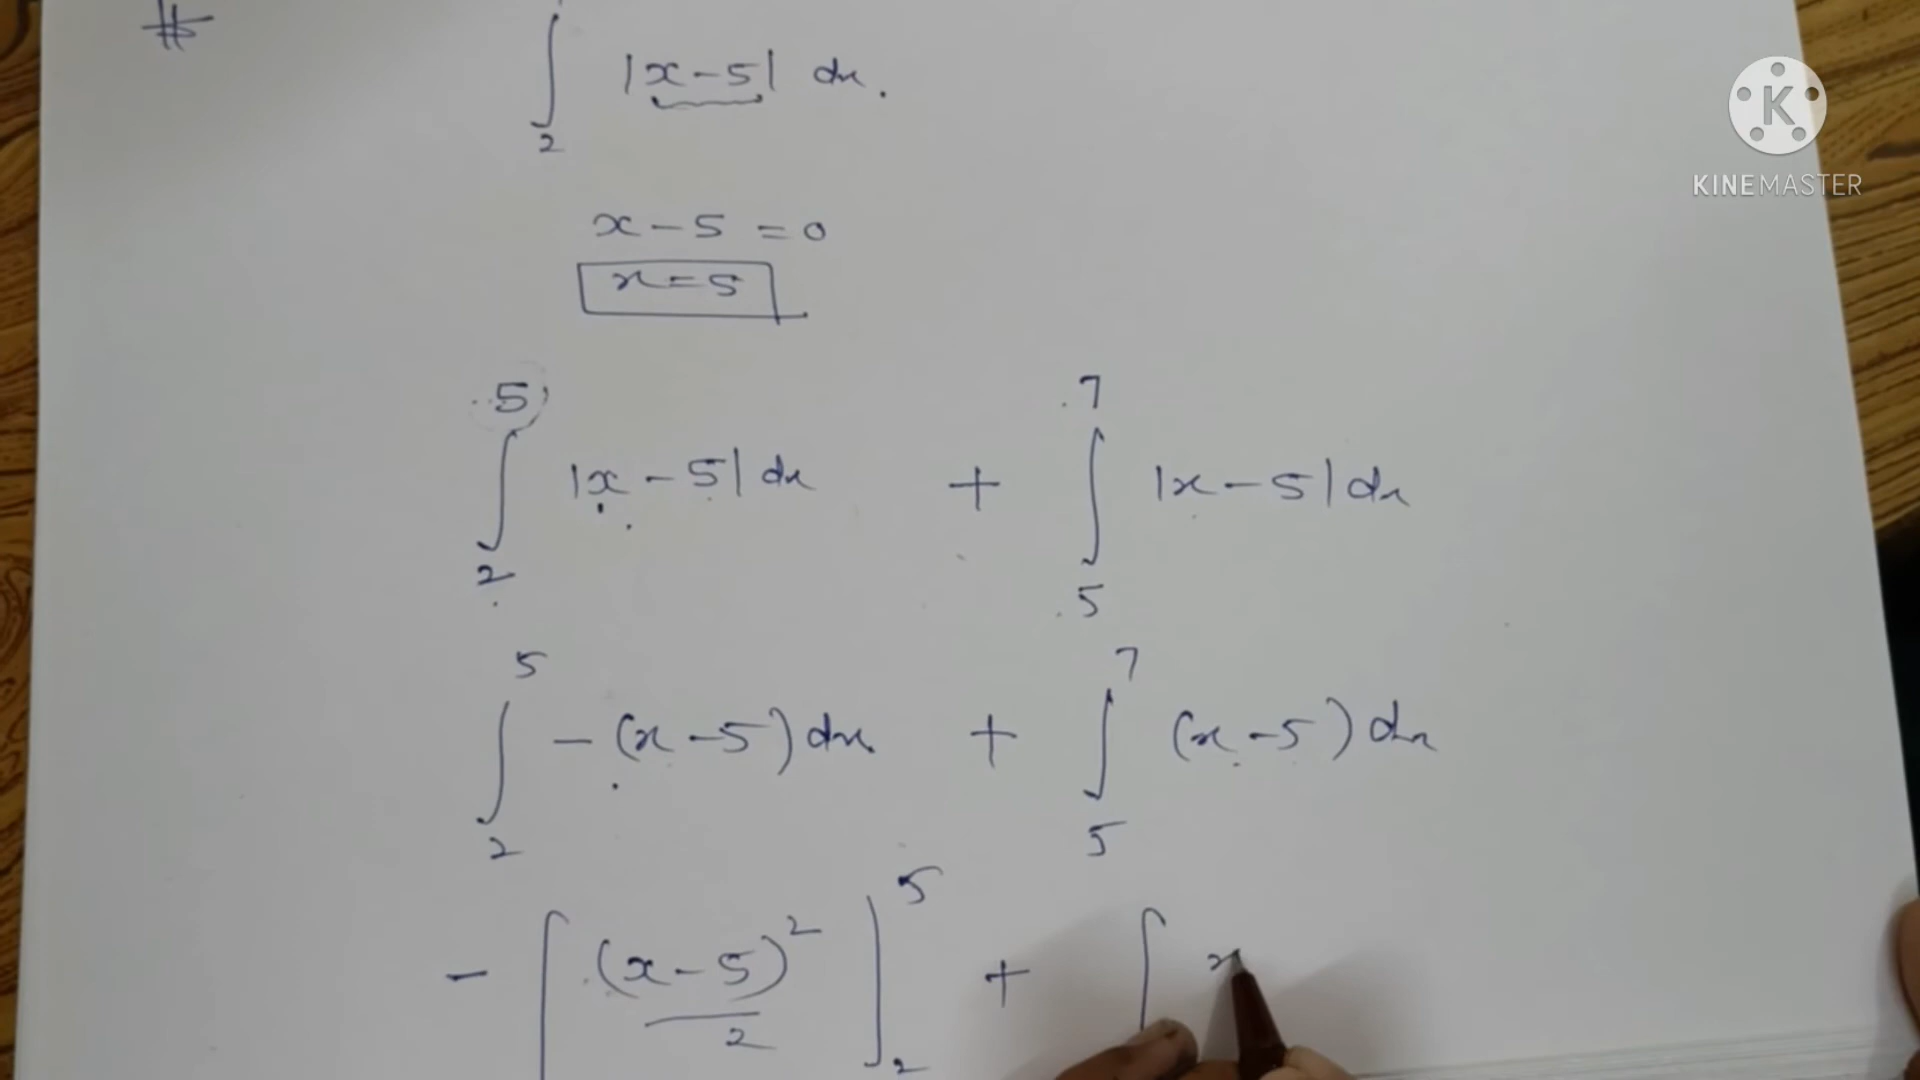 #
∫₂ |x-5| dx.
x-5 = 0
x=5
∫₂⁵ |x-5| dx + ∫₅⁷ |x-5| dx
∫₂⁵ -(x-5) dx + ∫₅⁷ (x-5) dx
- [(x-5)²/2]₂⁵ + [ x
K
KINEMASTER